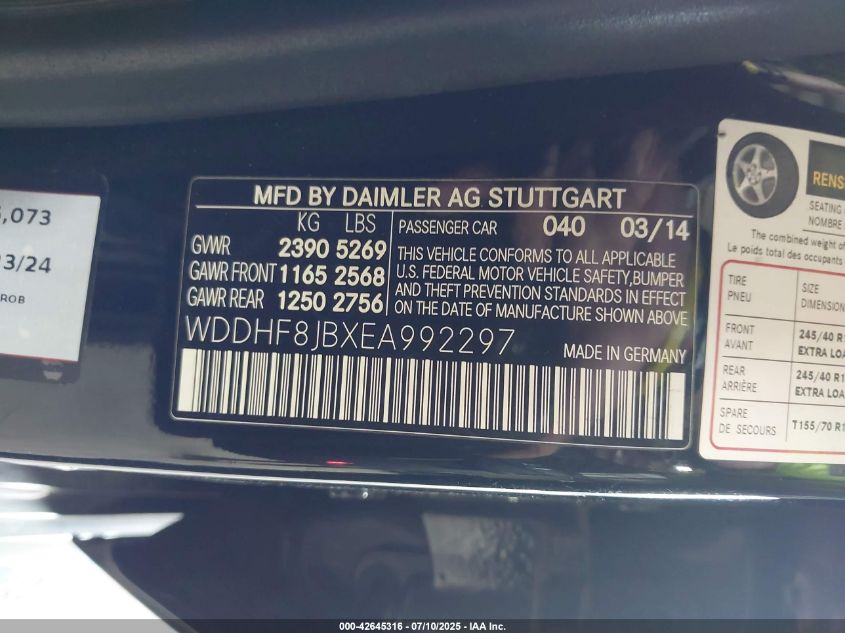 ,073
3/24
ROB
MFD BY DAIMLER AG STUTTGART
KG LBS
GVWR 2390 5269
GAWR FRONT 1165 2568
GAWR REAR 1250 2756
PASSENGER CAR 040 03/14
THIS VEHICLE CONFORMS TO ALL APPLICABLE
U.S. FEDERAL MOTOR VEHICLE SAFETY,BUMPER
AND THEFT PREVENTION STANDARDS IN EFFECT
ON THE DATE OF MANUFACTURE SHOWN ABOVE.
WDDHF8JBXEA992297
MADE IN GERMANY
RENS
SEATING
NOMBRE
The combined weight of
Le poids total des occupants
TIRE
PNEU
SIZE
DIMENSION
FRONT
AVANT
245/40 R1
EXTRA LOA
REAR
ARRIÈRE
245/40 R1
EXTRA LOA
SPARE
DE SECOURS
T155/70 R1
000-42645316 - 07/10/2025 - IAA Inc.